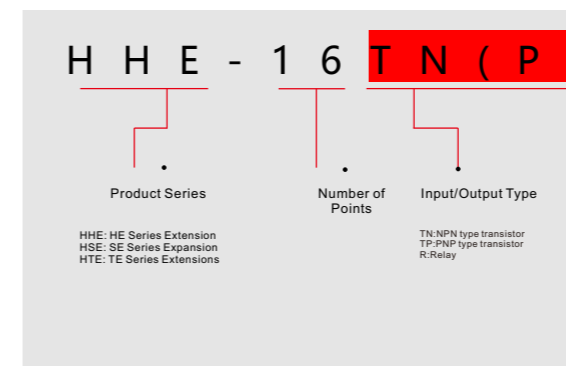 HHE-16TN(P
Product Series
Number of
Points
Input/Output Type
HHE: HE Series Extension
HSE: SE Series Expansion
HTE: TE Series Extensions
TN:NPN type transistor
TP:PNP type transistor
R:Relay